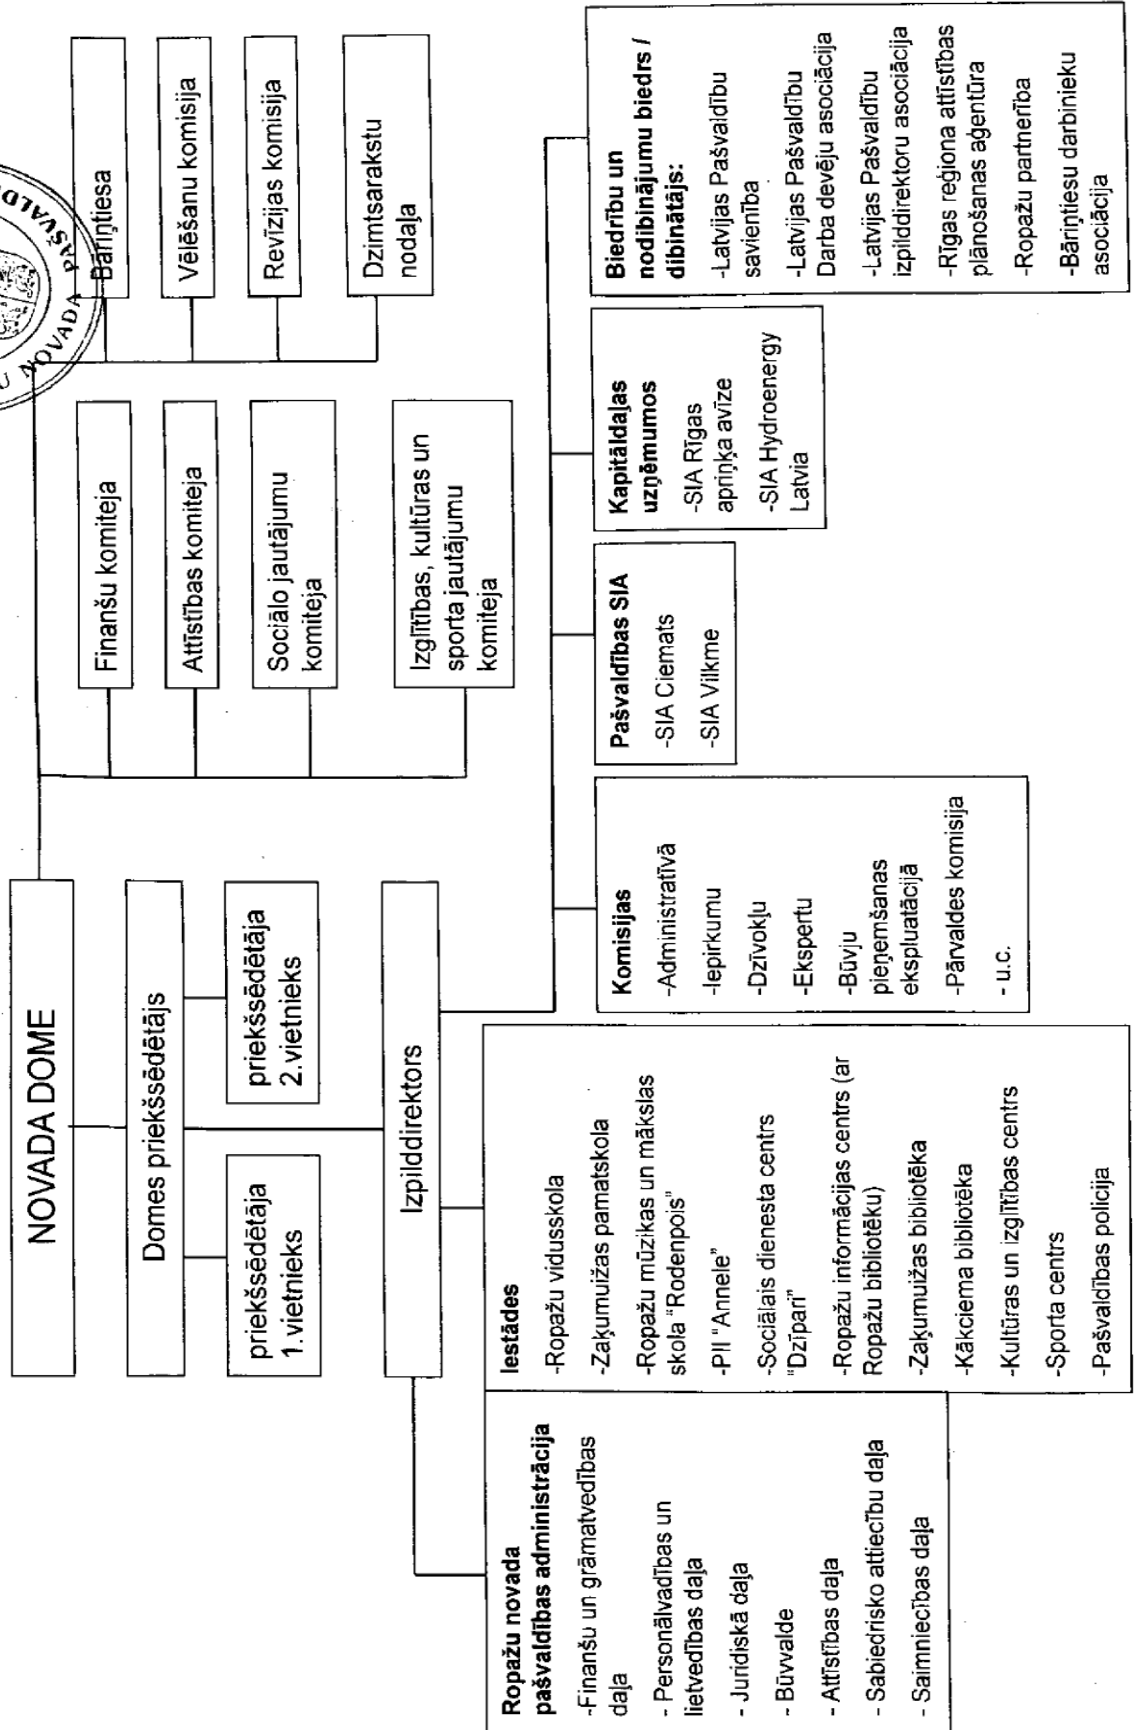 NOVADA DOME
Domes priekšsēdētājs
priekšsēdētāja
1.vietnieks
priekšsēdētāja
2.vietnieks
Izpilddirektors
Finanšu komiteja
Attīstības komiteja
Sociālo jautājumu
komiteja
Izglītības, kultūras un
sporta jautājumu
komiteja
U NOVADA PAŠVALD
Bāriņtiesa
Vēlēšanu komisija
Revīzijas komisija
Dzimtsarakstu
nodaļa
Ropažu novada
pašvaldības administrācija
-Finanšu un grāmatvedības
daļa
- Personālvadības un
lietvedības daļa
- Juridiskā daļa
- Būvvalde
- Attīstības daļa
- Sabiedrisko attiecību daļa
- Saimniecības daļa
Iestādes
-Ropažu vidusskola
-Zaķumuižas pamatskola
-Ropažu mūzikas un mākslas
skola “Rodenpois”
-PII “Annele”
-Sociālais dienesta centrs
“Dzīpari”
-Ropažu informācijas centrs (ar
Ropažu bibliotēku)
-Zaķumuižas bibliotēka
-Kākciema bibliotēka
-Kultūras un izglītības centrs
-Sporta centrs
-Pašvaldības policija
Komisijas
-Administratīvā
-Iepirkumu
-Dzīvokļu
-Ekspertu
-Būvju
pieņemšanas
ekspluatācijā
-Pārvaldes komisija
- u.c.
Pašvaldības SIA
-SIA Ciemats
-SIA Vilkme
Kapitāldaļas
uzņēmumos
-SIA Rīgas
apriņķa avīze
-SIA Hydroenergy
Latvia
Biedrību un
nodibinājumu biedrs /
dibinātājs:
-Latvijas Pašvaldību
savienība
-Latvijas Pašvaldību
Darba devēju asociācija
-Latvijas Pašvaldību
izpilddirektoru asociācija
-Rīgas reģiona attīstības
plānošanas aģentūra
-Ropažu partnerība
-Bāriņtiesu darbinieku
asociācija